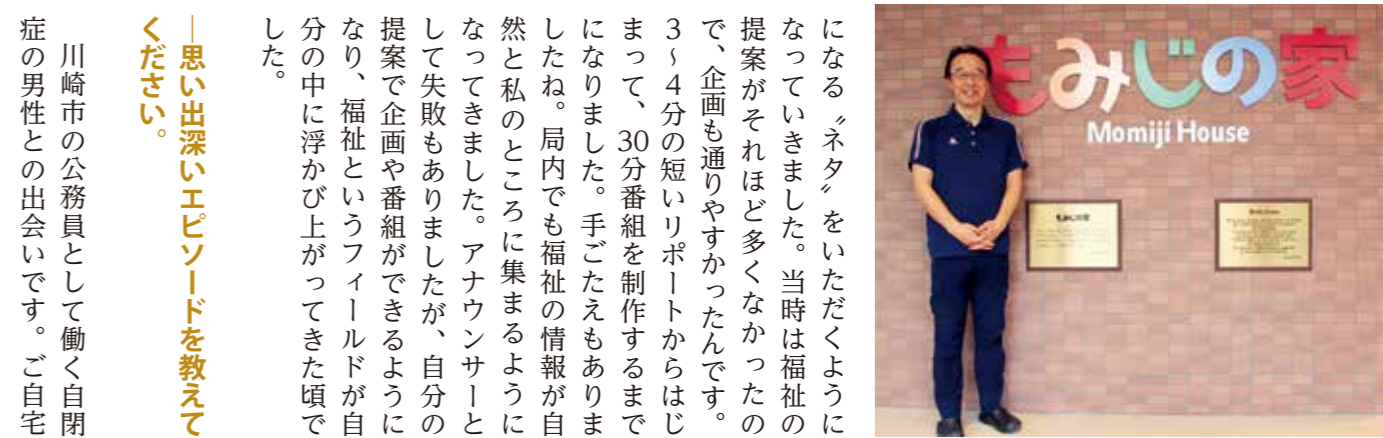 もみじの家
Momiji House
もみじの家
になる〝ネタ〟をいただくように
なっていきました。当時は福祉の
提案がそれほど多くなかったの
で、企画も通りやすかったんです。
3〜4分の短いリポートからはじ
まって、30分番組を制作するまで
になりました。手ごたえもありま
したね。局内でも福祉の情報が自
然と私のところに集まるように
なってきました。アナウンサーと
して失敗もありましたが、自分の
提案で企画や番組ができるように
なり、福祉というフィールドが自
分の中に浮かび上がってきた頃で
した。
―思い出深いエピソードを教えて
ください。
川崎市の公務員として働く自閉
症の男性との出会いです。ご自宅